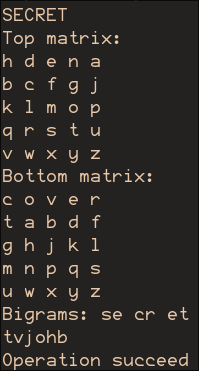 SECRET
Top matrix:
h d e n a
b c f g j
k l m o p
q r s t u
v w x y z
Bottom matrix:
c o v e r
t a b d f
g h j k l
m n p q s
u w x y z
Bigrams: se cr et
tvjohb
Operation succeed